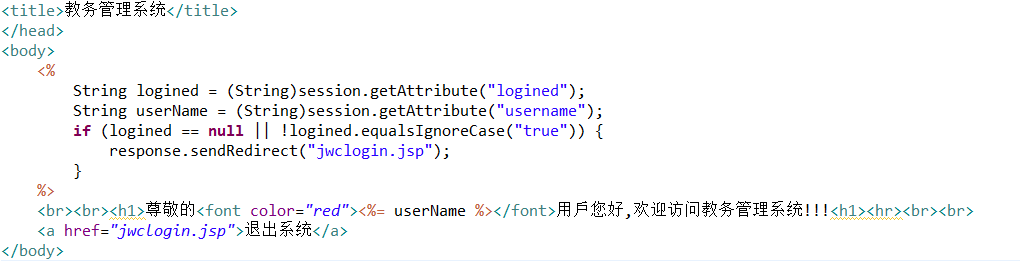 <title>教务管理系统</title>
</head>
<body>
    <%
        String logined = (String)session.getAttribute("logined");
        String userName = (String)session.getAttribute("username");
        if (logined == null || !logined.equalsIgnoreCase("true")) {
            response.sendRedirect("jwclogin.jsp");
        }
    %>
    <br><br><h1>尊敬的<font color="red"><%= userName %></font>用戶您好,欢迎访问教务管理系统!!!<h1><hr><br><br>
    <a href="jwclogin.jsp">退出系统</a>
</body>